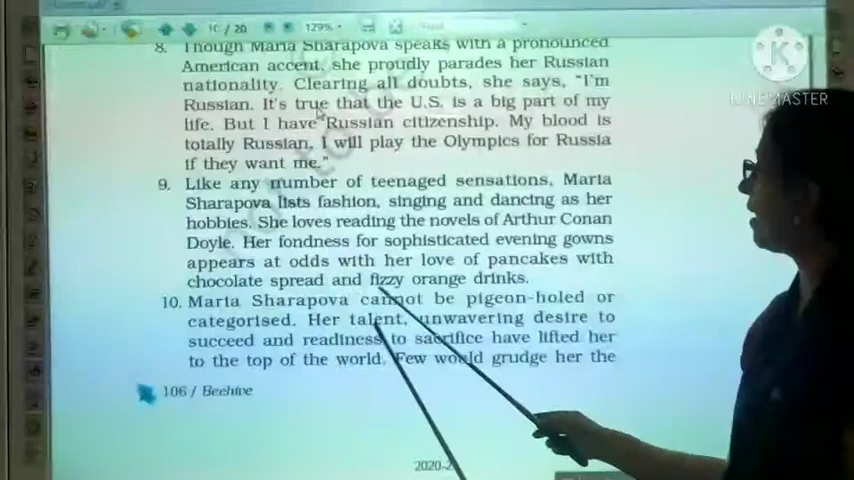 10 / 20
129%
8. Though Maria Sharapova speaks with a pronounced
American accent, she proudly parades her Russian
nationality. Clearing all doubts, she says, "I'm
Russian. It's true that the U.S. is a big part of my
life. But I have Russian citizenship. My blood is
totally Russian. I will play the Olympics for Russia
if they want me."
9. Like any number of teenaged sensations, Maria
Sharapova lists fashion, singing and dancing as her
hobbies. She loves reading the novels of Arthur Conan
Doyle. Her fondness for sophisticated evening gowns
appears at odds with her love of pancakes with
chocolate spread and fizzy orange drinks.
10. Maria Sharapova cannot be pigeon-holed or
categorised. Her talent, unwavering desire to
succeed and readiness to sacrifice have lifted her
to the top of the world. Few would grudge her the
106 / Beehive
2020-2
K
KINEMASTER